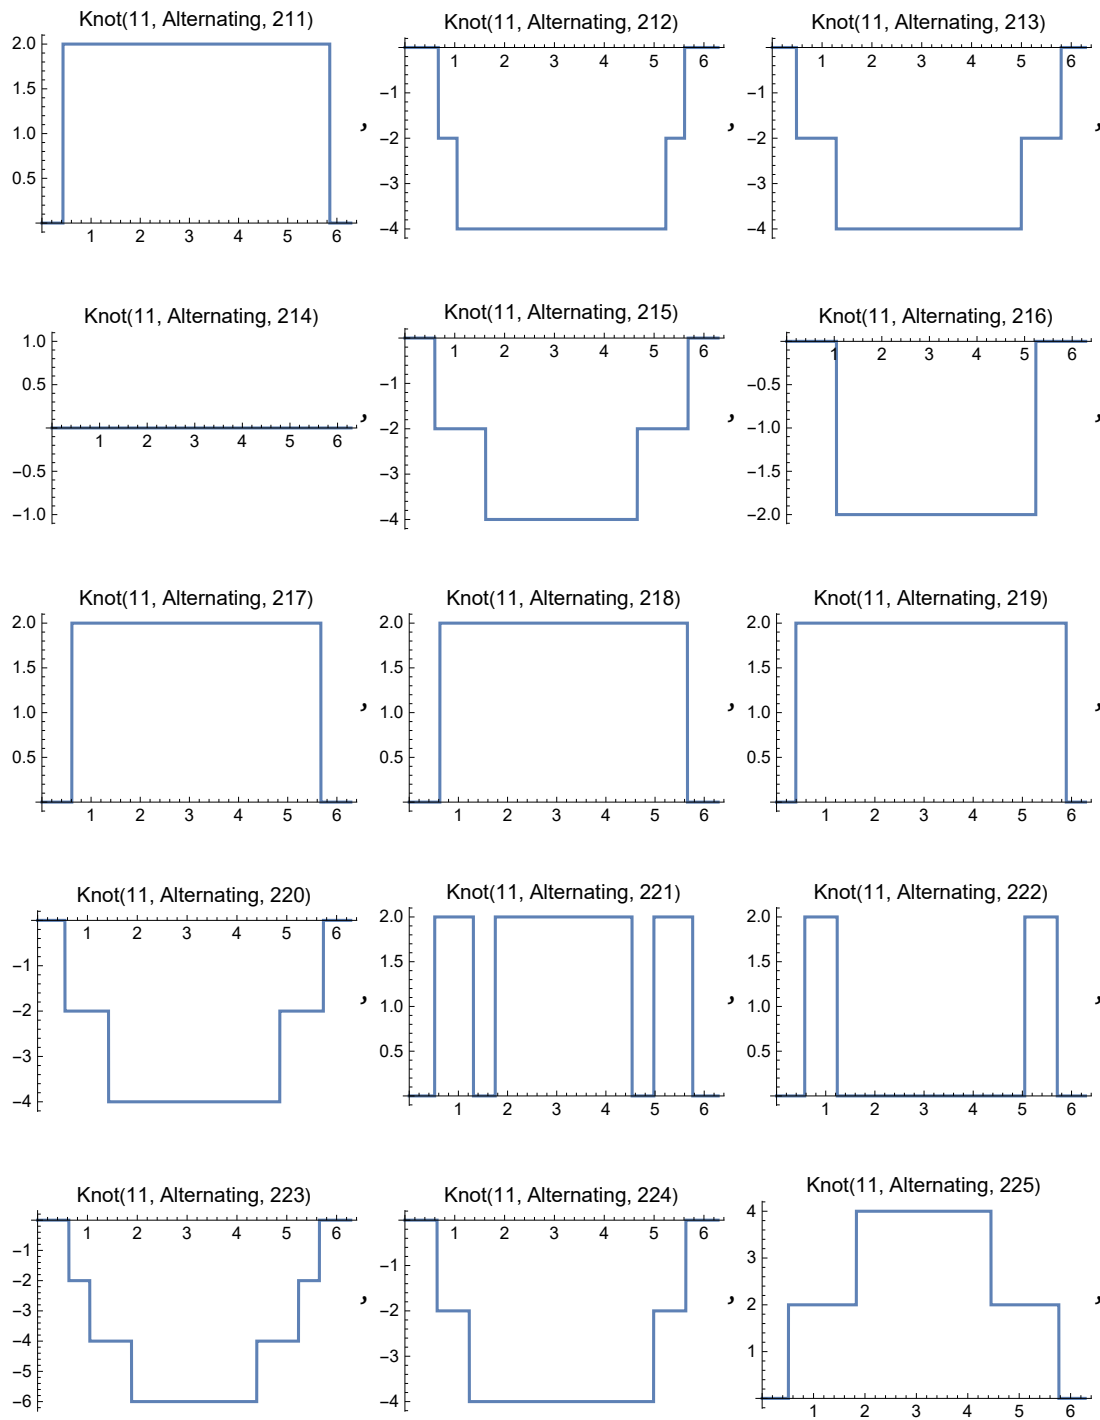 Knot(11, Alternating, 211)
2.0
1.5
1.0
0.5
1 2 3 4 5 6
,
Knot(11, Alternating, 212)
1 2 3 4 5 6
−1
−2
−3
−4
,
Knot(11, Alternating, 213)
1 2 3 4 5 6
−1
−2
−3
−4
,
Knot(11, Alternating, 214)
1.0
0.5
1 2 3 4 5 6
−0.5
−1.0
,
Knot(11, Alternating, 215)
1 2 3 4 5 6
−1
−2
−3
−4
,
Knot(11, Alternating, 216)
1 2 3 4 5 6
−0.5
−1.0
−1.5
−2.0
,
Knot(11, Alternating, 217)
2.0
1.5
1.0
0.5
1 2 3 4 5 6
,
Knot(11, Alternating, 218)
2.0
1.5
1.0
0.5
1 2 3 4 5 6
,
Knot(11, Alternating, 219)
2.0
1.5
1.0
0.5
1 2 3 4 5 6
,
Knot(11, Alternating, 220)
1 2 3 4 5 6
−1
−2
−3
−4
,
Knot(11, Alternating, 221)
2.0
1.5
1.0
0.5
1 2 3 4 5 6
,
Knot(11, Alternating, 222)
2.0
1.5
1.0
0.5
1 2 3 4 5 6
,
Knot(11, Alternating, 223)
1 2 3 4 5 6
−1
−2
−3
−4
−5
−6
,
Knot(11, Alternating, 224)
1 2 3 4 5 6
−1
−2
−3
−4
,
Knot(11, Alternating, 225)
4
3
2
1
1 2 3 4 5 6
,